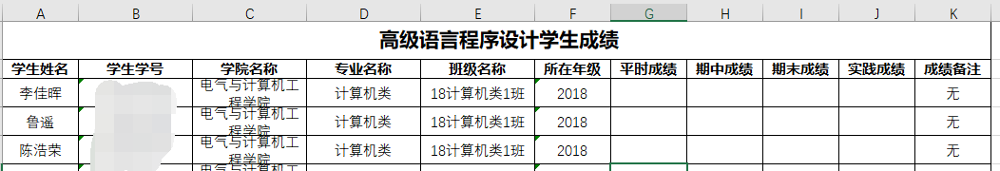 A B C D E F G H I J K
高级语言程序设计学生成绩
学生姓名 学生学号 学院名称 专业名称 班级名称 所在年级 平时成绩 期中成绩 期末成绩 实践成绩 成绩备注
李佳晖 电气与计算机工程学院 计算机类 18计算机类1班 2018 无
鲁遥 电气与计算机工程学院 计算机类 18计算机类1班 2018 无
陈浩荣 电气与计算机工程学院 计算机类 18计算机类1班 2018 无